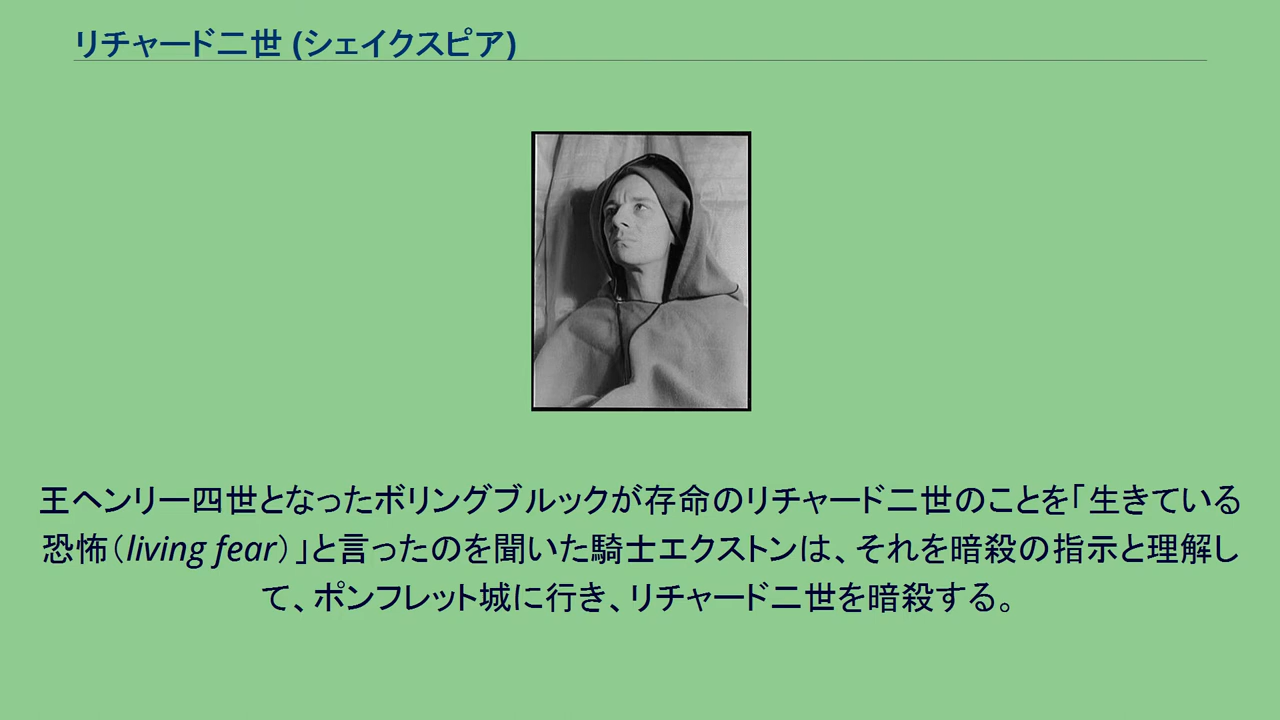 リチャード二世 (シェイクスピア)
王ヘンリー四世となったボリングブルックが存命のリチャード二世のことを「生きている
恐怖（living fear）」と言ったのを聞いた騎士エクストンは、それを暗殺の指示と理解し
て、ポンフレット城に行き、リチャード二世を暗殺する。